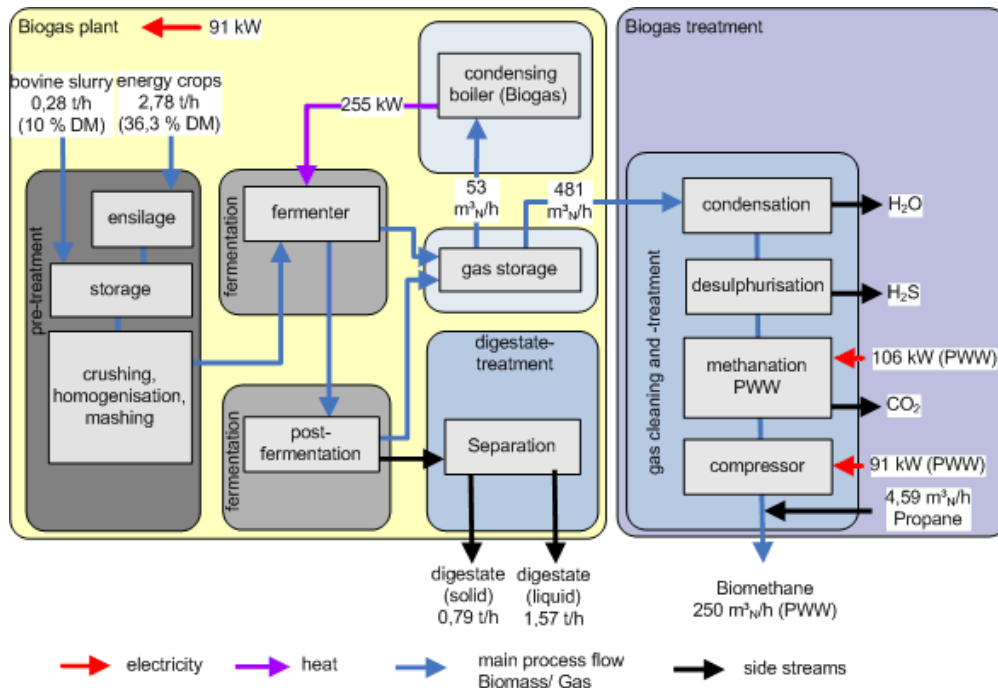 Biogas plant
91 kW
Biogas treatment
bovine slurry
0,28 t/h
(10 % DM)
energy crops
2,78 t/h
(36,3 % DM)
condensing
boiler (Biogas)
255 kW
53
m³N/h
481
m³N/h
pre-treatment
ensilage
storage
crushing,
homogenisation,
mashing
fermentation
fermenter
gas storage
fermentation
post-
fermentation
digestate-
treatment
Separation
gas cleaning and -treatment
condensation
H₂O
desulphurisation
H₂S
methanation
PWW
106 kW (PWW)
CO₂
compressor
91 kW (PWW)
4,59 m³N/h
Propane
digestate
(solid)
0,79 t/h
digestate
(liquid)
1,57 t/h
Biomethane
250 m³N/h (PWW)
electricity
heat
main process flow
Biomass/ Gas
side streams